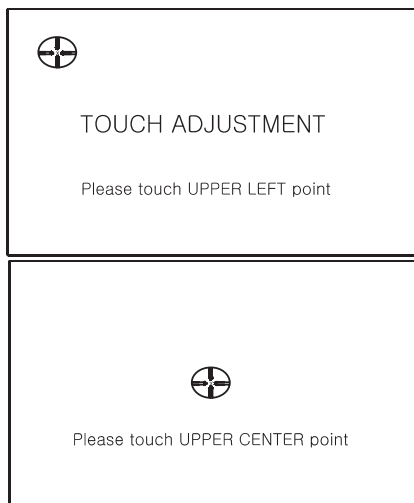 TOUCH ADJUSTMENT
Please touch UPPER LEFT point
Please touch UPPER CENTER point